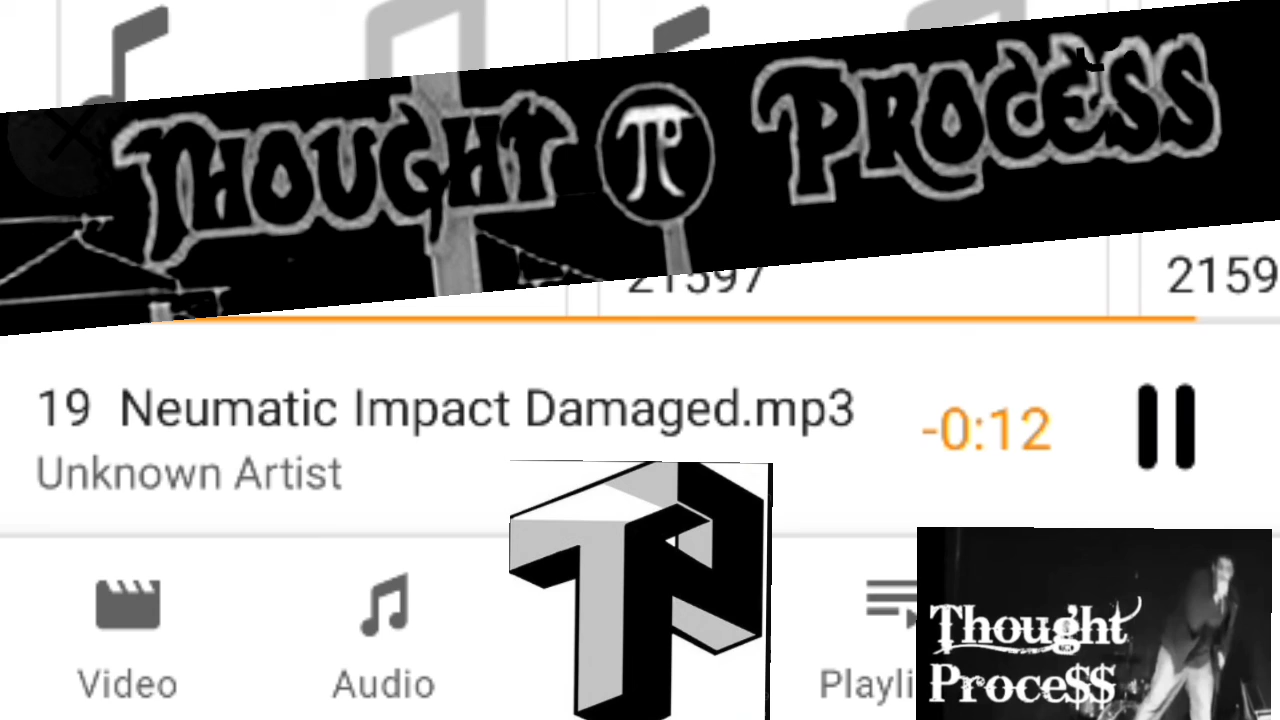 THOUGHT π PROCESS
21597
2159
19 Neumatic Impact Damaged.mp3
-0:12
Unknown Artist
Video
Audio
Playli
Thought
Proce$$